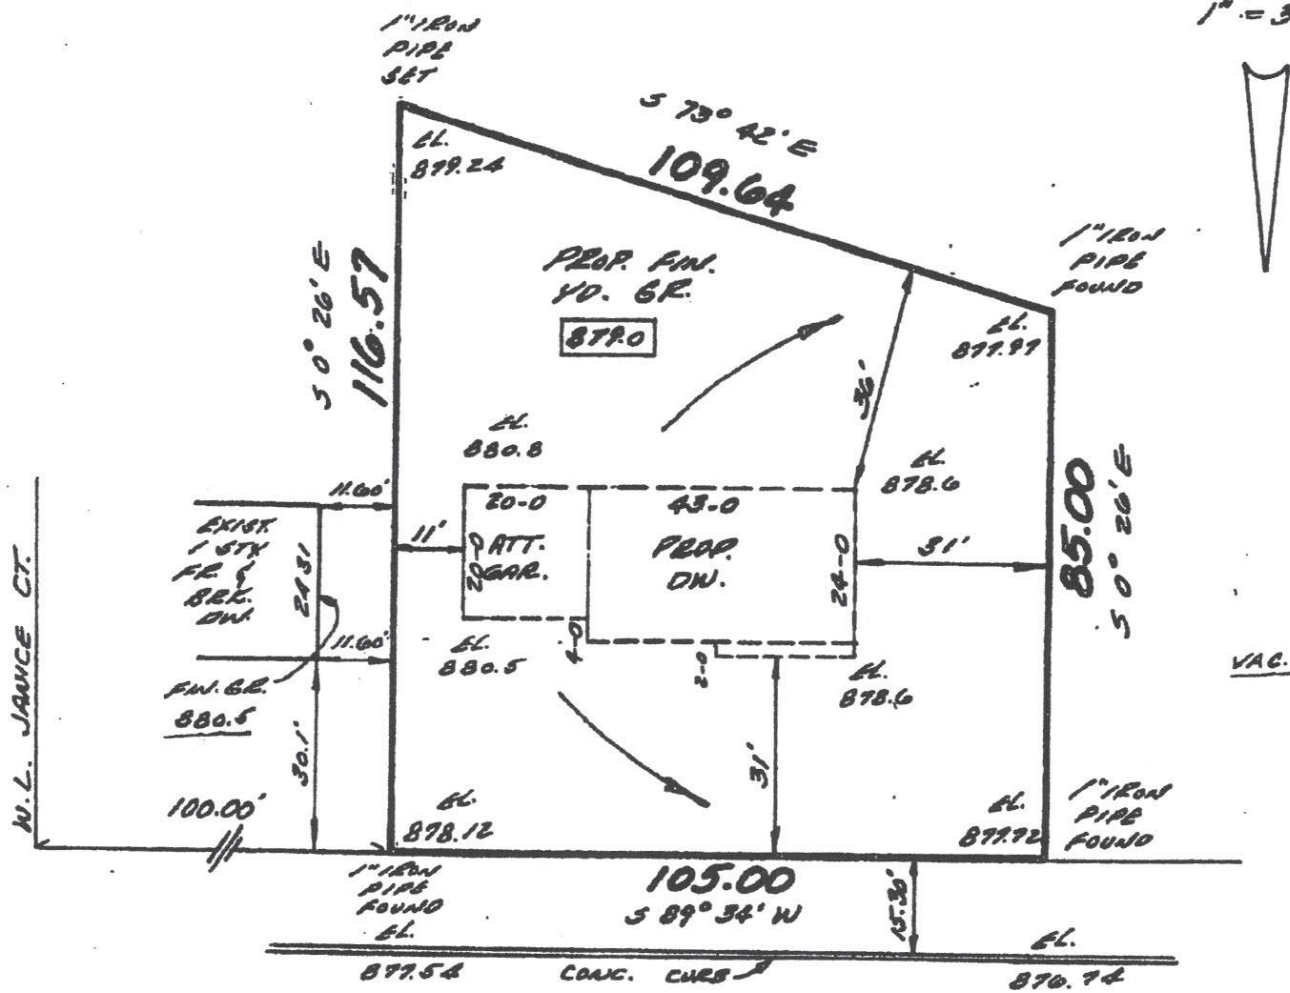 1" = 3
1" IRON
PIPE
SET
S 73° 42' E
109.64
EL.
879.24
1" IRON
PIPE
FOUND
PROP. FIN.
YD. GR.
879.0
EL.
877.97
S 0° 26' E
116.57
36'
EL.
880.8
EL.
878.6
85.00
S 0° 26' E
11.60'
20-0
43-0
EXIST.
1 STY
FR. &
BRK.
DW.
24.31
11'
20-0
ATT.
GAR.
PROP.
DW.
24-0
31'
W.L. JANICE CT.
11.60'
EL.
880.5
4-0
2-0
EL.
878.6
VAC.
FIN. GR.
880.5
30.1'
31'
100.00'
EL.
878.12
EL.
877.72
1" IRON
PIPE
FOUND
1" IRON
PIPE
FOUND
105.00
S 89° 34' W
15.30'
EL.
877.54
CONC. CURB
EL.
876.74